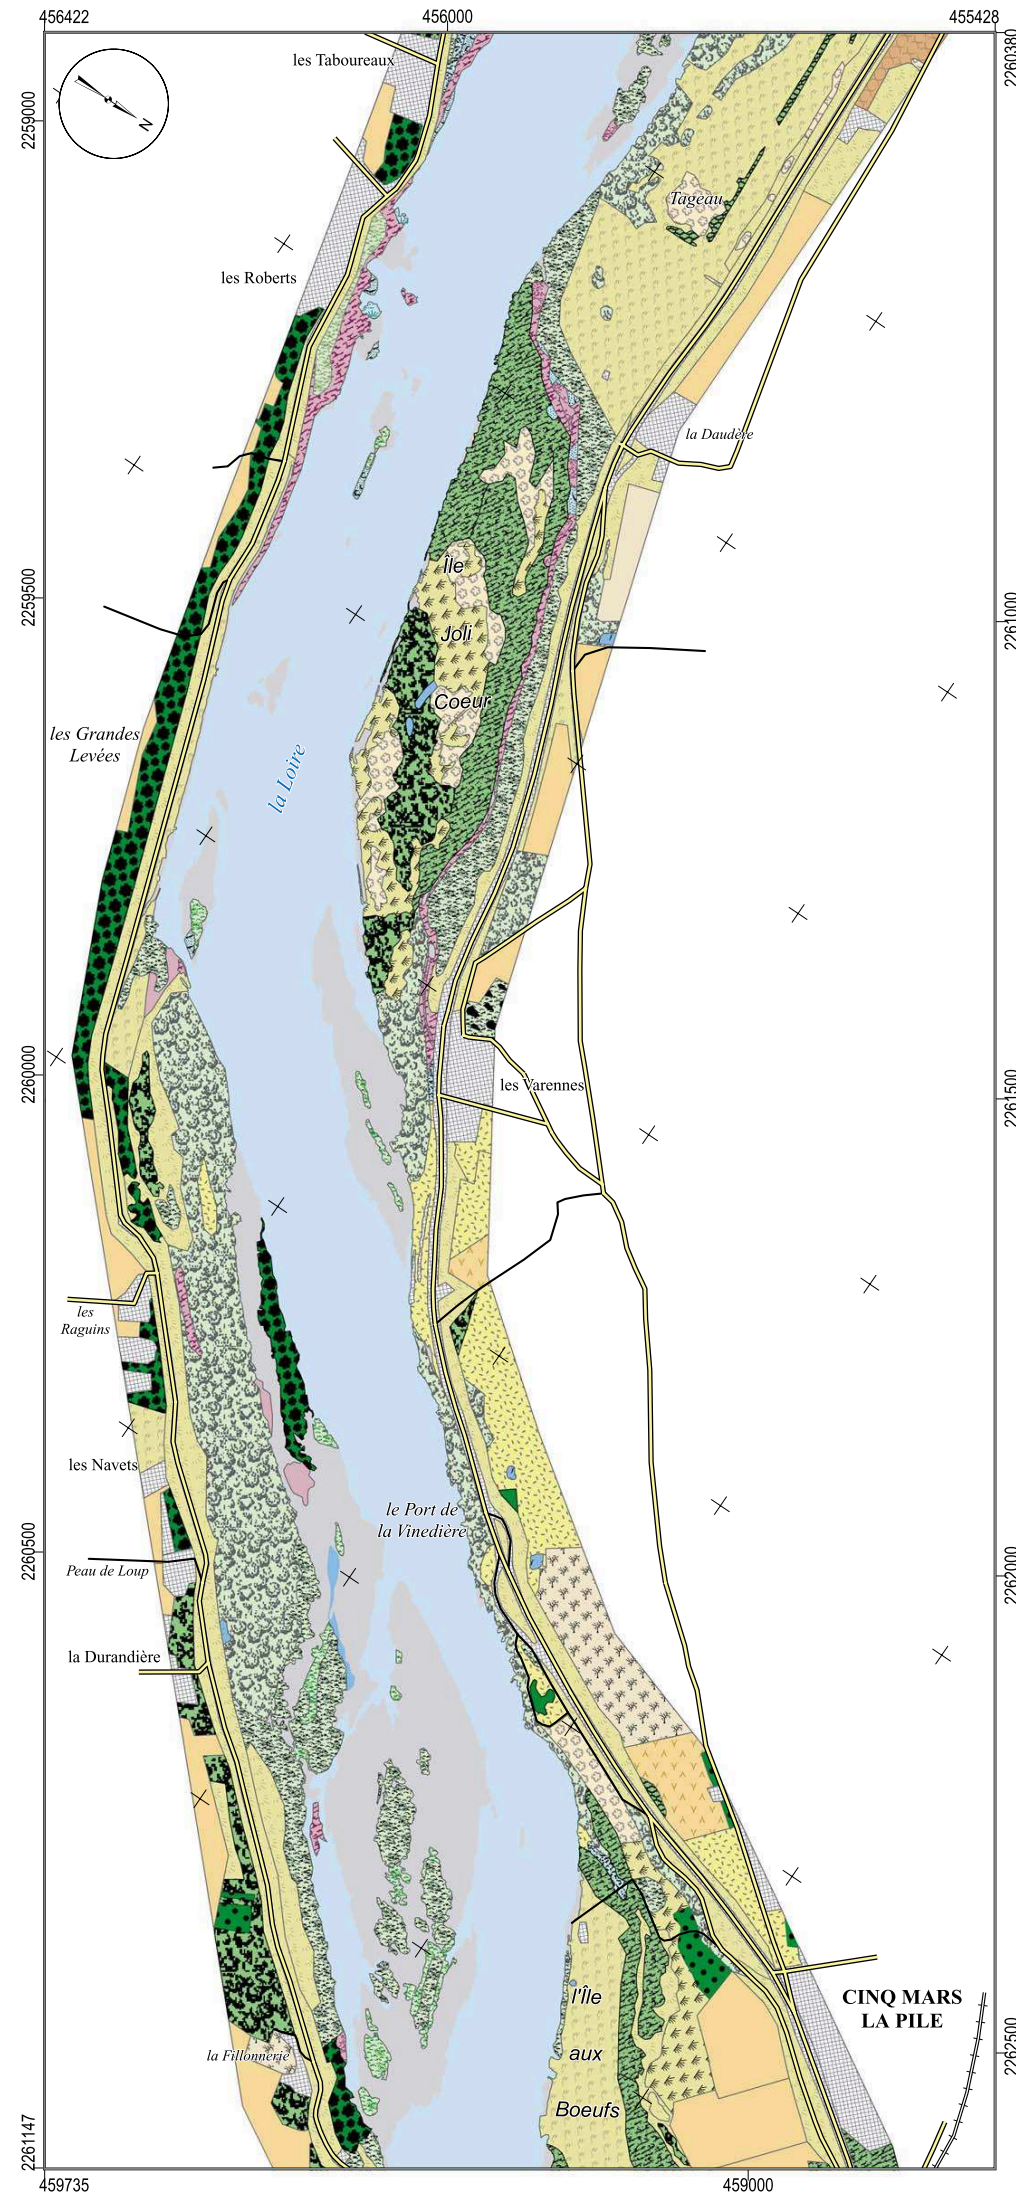 456422
456000
455428
2260380
les Taboureaux
N
2259000
Tageau
les Roberts
la Daudère
Île
2259500
2261000
Joli
Coeur
les Grandes
Levées
la Loire
2260000
les Varennes
2261500
les
Raguins
les Navets
le Port de
la Vinedière
2260500
2262000
Peau de Loup
la Durandière
CINQ MARS
LA PILE
l'Île
la Fillonnerie
aux
2262500
Boeufs
2261147
459735
459000